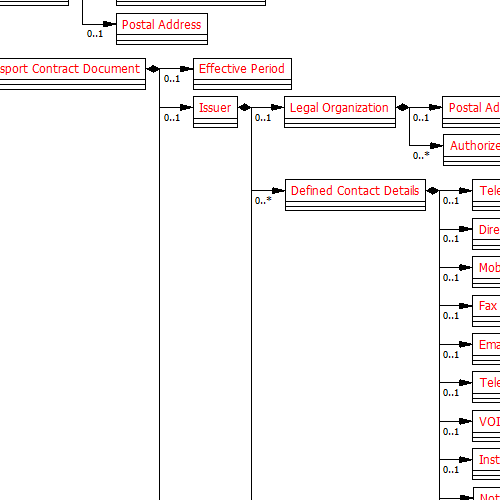 Postal Address
0..1
sport Contract Document
Effective Period
0..1
Issuer
Legal Organization
Postal Ad
0..1
0..1
0..1
Authorize
0..*
Defined Contact Details
Tele
0..*
0..1
Dire
0..1
Mob
0..1
Fax
0..1
Ema
0..1
Tele
0..1
VOI
0..1
Inst
0..1
Not